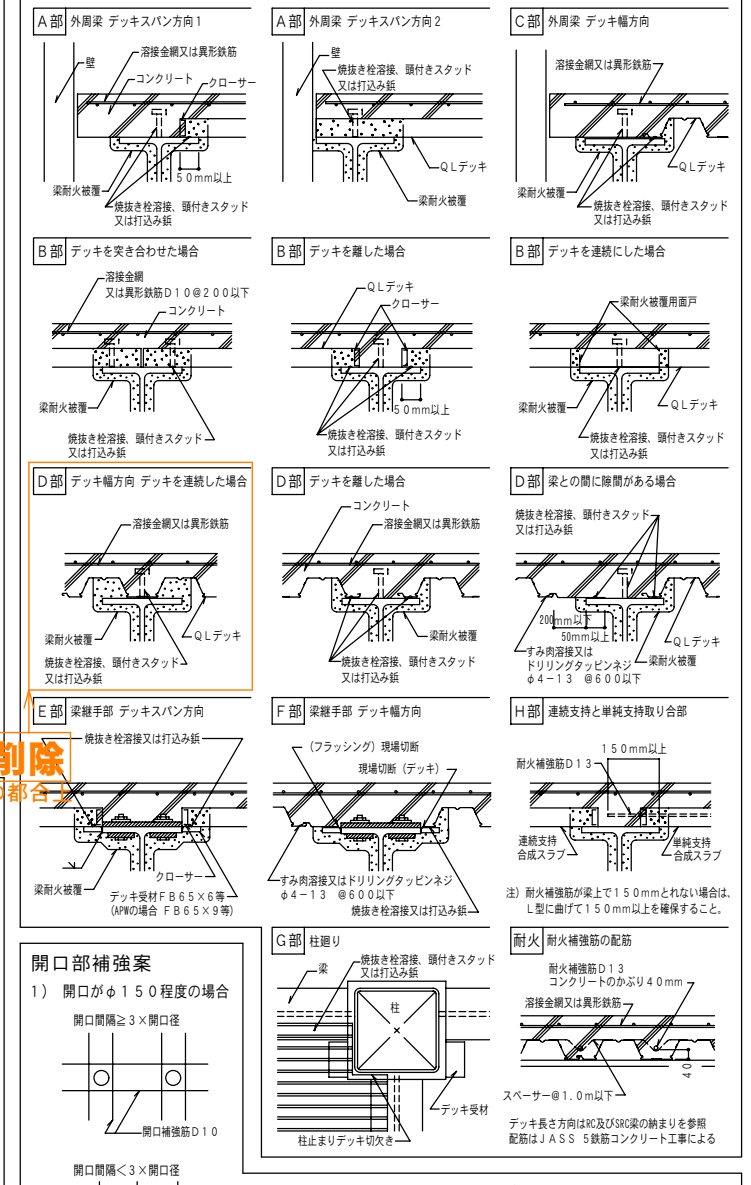 A部 外周梁 デッキスパン方向1
壁
溶接金網又は異形鉄筋
コンクリート
クローサー
50mm以上
梁耐火被覆
焼抜き栓溶接、頭付きスタッド
又は打込み鋲
A部 外周梁 デッキスパン方向2
壁
焼抜き栓溶接、頭付きスタッド
又は打込み鋲
QLデッキ
梁耐火被覆
C部 外周梁 デッキ幅方向
溶接金網又は異形鉄筋
QLデッキ
梁耐火被覆
焼抜き栓溶接、頭付きスタッド
又は打込み鋲
B部 デッキを突き合わせた場合
溶接金網
又は異形鉄筋D10@200以下
コンクリート
梁耐火被覆
焼抜き栓溶接、頭付きスタッド
又は打込み鋲
B部 デッキを離した場合
QLデッキ
クローサー
50mm以上
梁耐火被覆
焼抜き栓溶接、頭付きスタッド
又は打込み鋲
B部 デッキを連続にした場合
梁耐火被覆用面戸
梁耐火被覆
QLデッキ
焼抜き栓溶接、頭付きスタッド
又は打込み鋲
D部 デッキ幅方向 デッキを連続した場合
溶接金網又は異形鉄筋
梁耐火被覆
QLデッキ
焼抜き栓溶接、頭付きスタッド
又は打込み鋲
D部 デッキを離した場合
コンクリート
溶接金網又は異形鉄筋
梁耐火被覆
焼抜き栓溶接、頭付きスタッド
又は打込み鋲
D部 梁との間に隙間がある場合
焼抜き栓溶接、頭付きスタッド
又は打込み鋲
200mm以下
50mm以上
QLデッキ
梁耐火被覆
すみ肉溶接又は
ドリリングタッピンネジ
φ4-13 @600以下
削除
都合上
E部 梁継手部 デッキスパン方向
焼抜き栓溶接又は打込み鋲
梁耐火被覆
クローサー
デッキ受材FB65×6等
(APWの場合 FB65×9等)
F部 梁継手部 デッキ幅方向
(フラッシング)現場切断
現場切断(デッキ)
すみ肉溶接又はドリリングタッピンネジ
φ4-13 @600以下
焼抜き栓溶接又は打込み鋲
H部 連続支持と単純支持取り合部
150mm以上
耐火補強筋D13
連続支持
合成スラブ
単純支持
合成スラブ
注) 耐火補強筋が梁上で150mmとれない場合は、
L型に曲げて150mm以上を確保すること。
G部 柱廻り
梁
焼抜き栓溶接、頭付きスタッド
又は打込み鋲
柱
デッキ受材
柱止まりデッキ切欠き
耐火 耐火補強筋の配筋
耐火補強筋D13
コンクリートのかぶり40mm
溶接金網又は異形鉄筋
40
スペーサー@1.0m以下
デッキ長さ方向はRC及びSRC梁の納まりを参照
配筋はJASS 5鉄筋コンクリート工事による
開口部補強案
1) 開口がφ150程度の場合
開口間隔≧3×開口径
開口補強筋D10
開口間隔<3×開口径